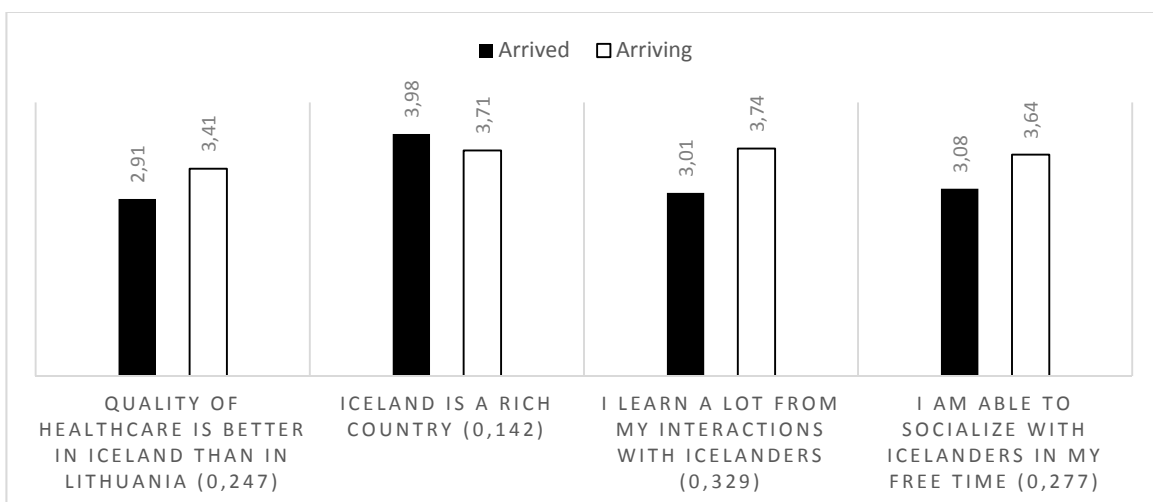 Arrived Arriving
2,91
3,41
3,98
3,71
3,01
3,74
3,08
3,64
QUALITY OF
HEALTHCARE IS BETTER
IN ICELAND THAN IN
LITHUANIA (0,247)
ICELAND IS A RICH
COUNTRY (0,142)
I LEARN A LOT FROM
MY INTERACTIONS
WITH ICELANDERS
(0,329)
I AM ABLE TO
SOCIALIZE WITH
ICELANDERS IN MY
FREE TIME (0,277)